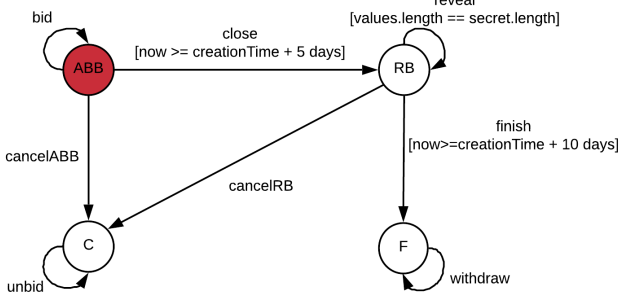 reveal
bid
[values.length == secret.length]
close
[now >= creationTime + 5 days]
ABB
RB
finish
[now>=creationTime + 10 days]
cancelABB
cancelRB
C
F
unbid
withdraw